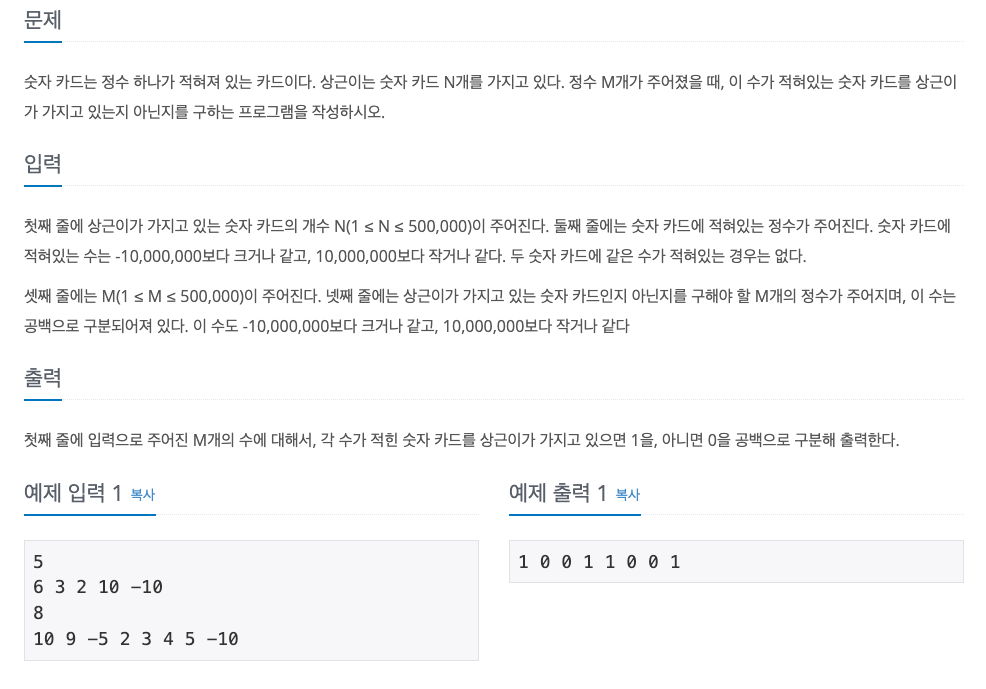 문제
숫자 카드는 정수 하나가 적혀져 있는 카드이다. 상근이는 숫자 카드 N개를 가지고 있다. 정수 M개가 주어졌을 때, 이 수가 적혀있는 숫자 카드를 상근이
가 가지고 있는지 아닌지를 구하는 프로그램을 작성하시오.
입력
첫째 줄에 상근이가 가지고 있는 숫자 카드의 개수 N(1 ≤ N ≤ 500,000)이 주어진다. 둘째 줄에는 숫자 카드에 적혀있는 정수가 주어진다. 숫자 카드에
적혀있는 수는 -10,000,000보다 크거나 같고, 10,000,000보다 작거나 같다. 두 숫자 카드에 같은 수가 적혀있는 경우는 없다.
셋째 줄에는 M(1 ≤ M ≤ 500,000)이 주어진다. 넷째 줄에는 상근이가 가지고 있는 숫자 카드인지 아닌지를 구해야 할 M개의 정수가 주어지며, 이 수는
공백으로 구분되어져 있다. 이 수도 -10,000,000보다 크거나 같고, 10,000,000보다 작거나 같다
출력
첫째 줄에 입력으로 주어진 M개의 수에 대해서, 각 수가 적힌 숫자 카드를 상근이가 가지고 있으면 1을, 아니면 0을 공백으로 구분해 출력한다.
예제 입력 1 복사
5
6 3 2 10 -10
8
10 9 -5 2 3 4 5 -10
예제 출력 1 복사
1 0 0 1 1 0 0 1